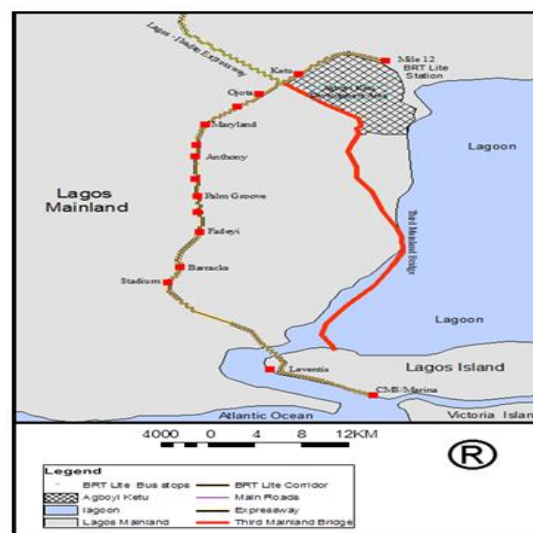 Lagos - Ibadan Expressway
Mile 12
BRT Lite
Station
Ketu
Ojota
Maryland
Lagoon
Anthony
Lagos
Mainland
Palm Groove
Fadeyi
Third Mainland Bridge
Barracks
Stadium
Lagoon
Leventis
Lagos Island
CMS/Marina
Atlantic Ocean
Victoria Islan
4000 0 4 8 12KM
®
Legend
BRT Lite Bus stops
BRT Lite Corridor
Agboyi Ketu
Main Roads
lagoon
Expressway
Lagos Mainland
Third Mainland Bridge